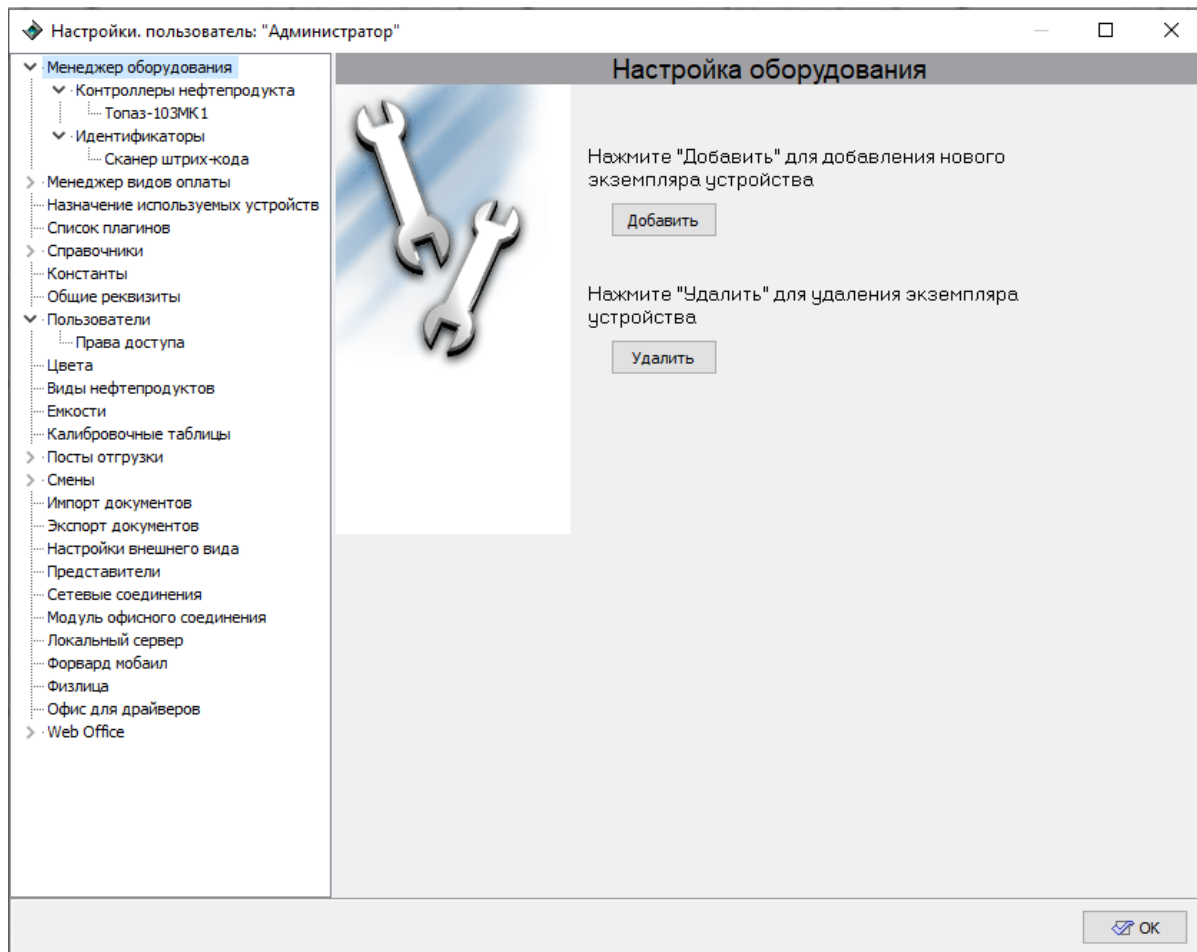 Настройки. пользователь: "Администратор"
Менеджер оборудования
Контроллеры нефтепродукта
Топаз-103МК1
Идентификаторы
Сканер штрих-кода
Менеджер видов оплаты
Назначение используемых устройств
Список плагинов
Справочники
Константы
Общие реквизиты
Пользователи
Права доступа
Цвета
Виды нефтепродуктов
Емкости
Калибровочные таблицы
Посты отгрузки
Смены
Импорт документов
Экспорт документов
Настройки внешнего вида
Представители
Сетевые соединения
Модуль офисного соединения
Локальный сервер
Форвард мобаил
Физлица
Офис для драйверов
Web Office
Настройка оборудования
Нажмите "Добавить" для добавления нового
экземпляра устройства
Добавить
Нажмите "Удалить" для удаления экземпляра
устройства
Удалить
OK